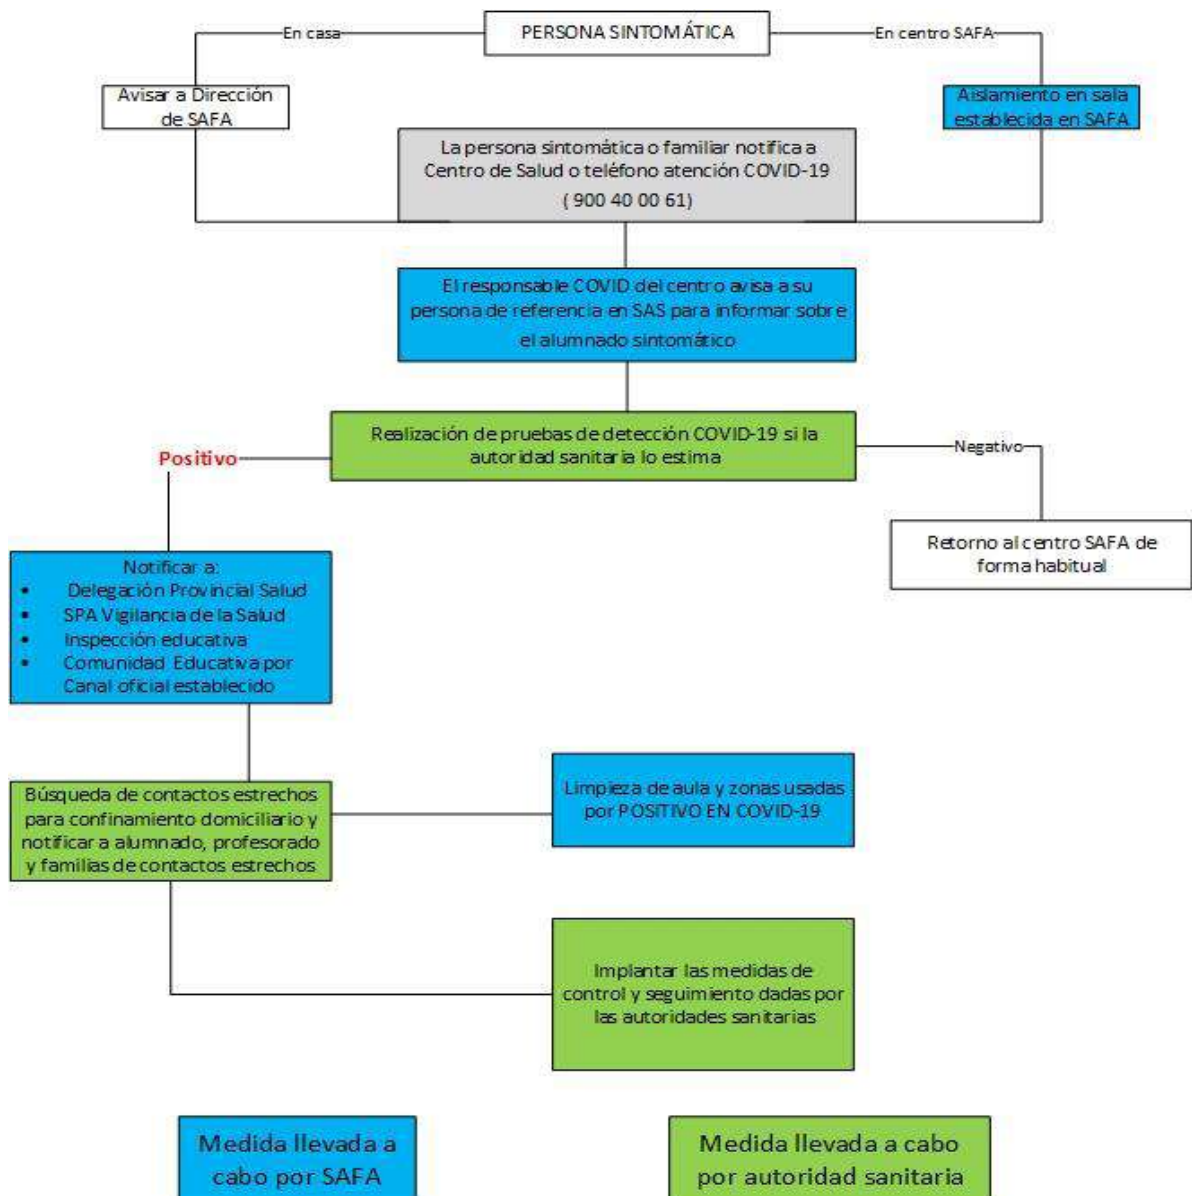 En casa
PERSONA SINTOMÁTICA
En centro SAFA
Avisar a Dirección
de SAFA
Aislamiento en sala
establecida en SAFA
La persona sintomática o familiar notifica a
Centro de Salud o teléfono atención COVID-19
( 900 40 00 61)
El responsable COVID del centro avisa a su
persona de referencia en SAS para informar sobre
el alumnado sintomático
Realización de pruebas de detección COVID-19 si la
autoridad sanitaria lo estima
Positivo
Negativo
Retorno al centro SAFA de
forma habitual
Notificar a:
• Delegación Provincial Salud
• SPA Vigilancia de la Salud
• Inspección educativa
• Comunidad Educativa por
Canal oficial establecido
Búsqueda de contactos estrechos
para confinamiento domiciliario y
notificar a alumnado, profesorado
y familias de contactos estrechos
Limpieza de aula y zonas usadas
por POSITIVO EN COVID-19
Implantar las medidas de
control y seguimiento dadas por
las autoridades sanitarias
Medida llevada a
cabo por SAFA
Medida llevada a cabo
por autoridad sanitaria